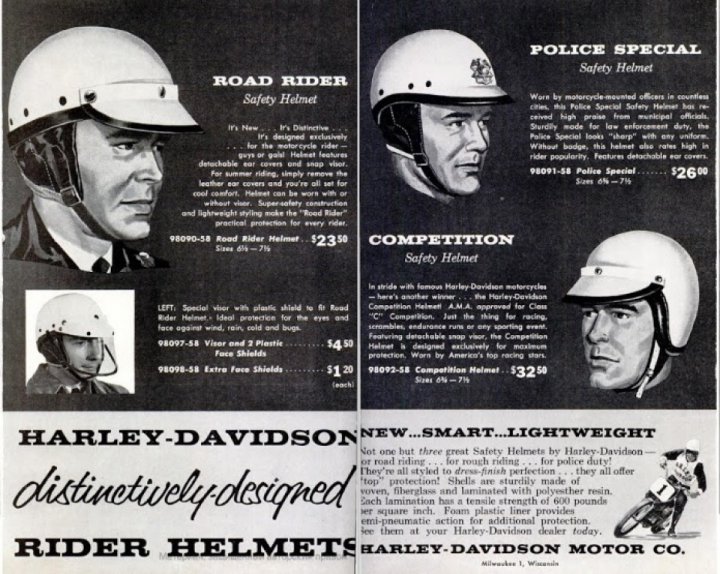 ROAD RIDER
Safety Helmet
It's New . . . It's Distinctive . . .
It's designed exclusively
. . . for the motorcycle rider —
guys or gals! Helmet features
detachable ear covers and snap visor.
For summer riding, simply remove the
leather ear covers and you're all set for
cool comfort. Helmet can be worn with or
without visor. Super-safety construction
and lightweight styling make the "Road Rider"
practical protection for every rider.
98090-58 Road Rider Helmet . . $23.50
Sizes 6½ — 7½
LEFT: Special visor with plastic shield to fit Road
Rider Helmet. Ideal protection for the eyes and
face against wind, rain, cold and bugs.
98097-58 Visor and 2 Plastic
Face Shields ........ $4.50
98098-58 Extra Face Shields ........ $1.20
(each)
HARLEY-DAVIDSON
distinctively-designed
RIDER HELMETS
POLICE SPECIAL
Safety Helmet
Worn by motorcycle-mounted officers in countless
cities, this Police Special Safety Helmet has re-
ceived high praise from municipal officials.
Sturdily made for law enforcement duty, the
Police Special looks "sharp" with any uniform.
Without badge, this helmet also rates high in
rider popularity. Features detachable ear covers.
98091-58 Police Special ....... $26.00
Sizes 6⅜ — 7⅛
COMPETITION
Safety Helmet
In stride with famous Harley-Davidson motorcycles
— here's another winner . . . the Harley-Davidson
Competition Helmet! A.M.A. approved for Class
"C" Competition. Just the thing for racing,
scrambles, endurance runs or any sporting event.
Featuring detachable snap visor, the Competition
Helmet is designed exclusively for maximum
protection. Worn by America's top racing stars.
98092-58 Competition Helmet . . $32.50
Sizes 6⅜ — 7½
NEW...SMART...LIGHTWEIGHT
Not one but three great Safety Helmets by Harley-Davidson —
or road riding . . . for rough riding . . . for police duty!
They're all styled to dress-finish perfection . . . they all offer
"top" protection! Shells are sturdily made of
woven, fiberglass and laminated with polyesther resin.
Each lamination has a tensile strength of 600 pounds
per square inch. Foam plastic liner provides
emi-pneumatic action for additional protection.
See them at your Harley-Davidson dealer today.
1
HARLEY-DAVIDSON MOTOR CO.
Milwaukee 1, Wisconsin